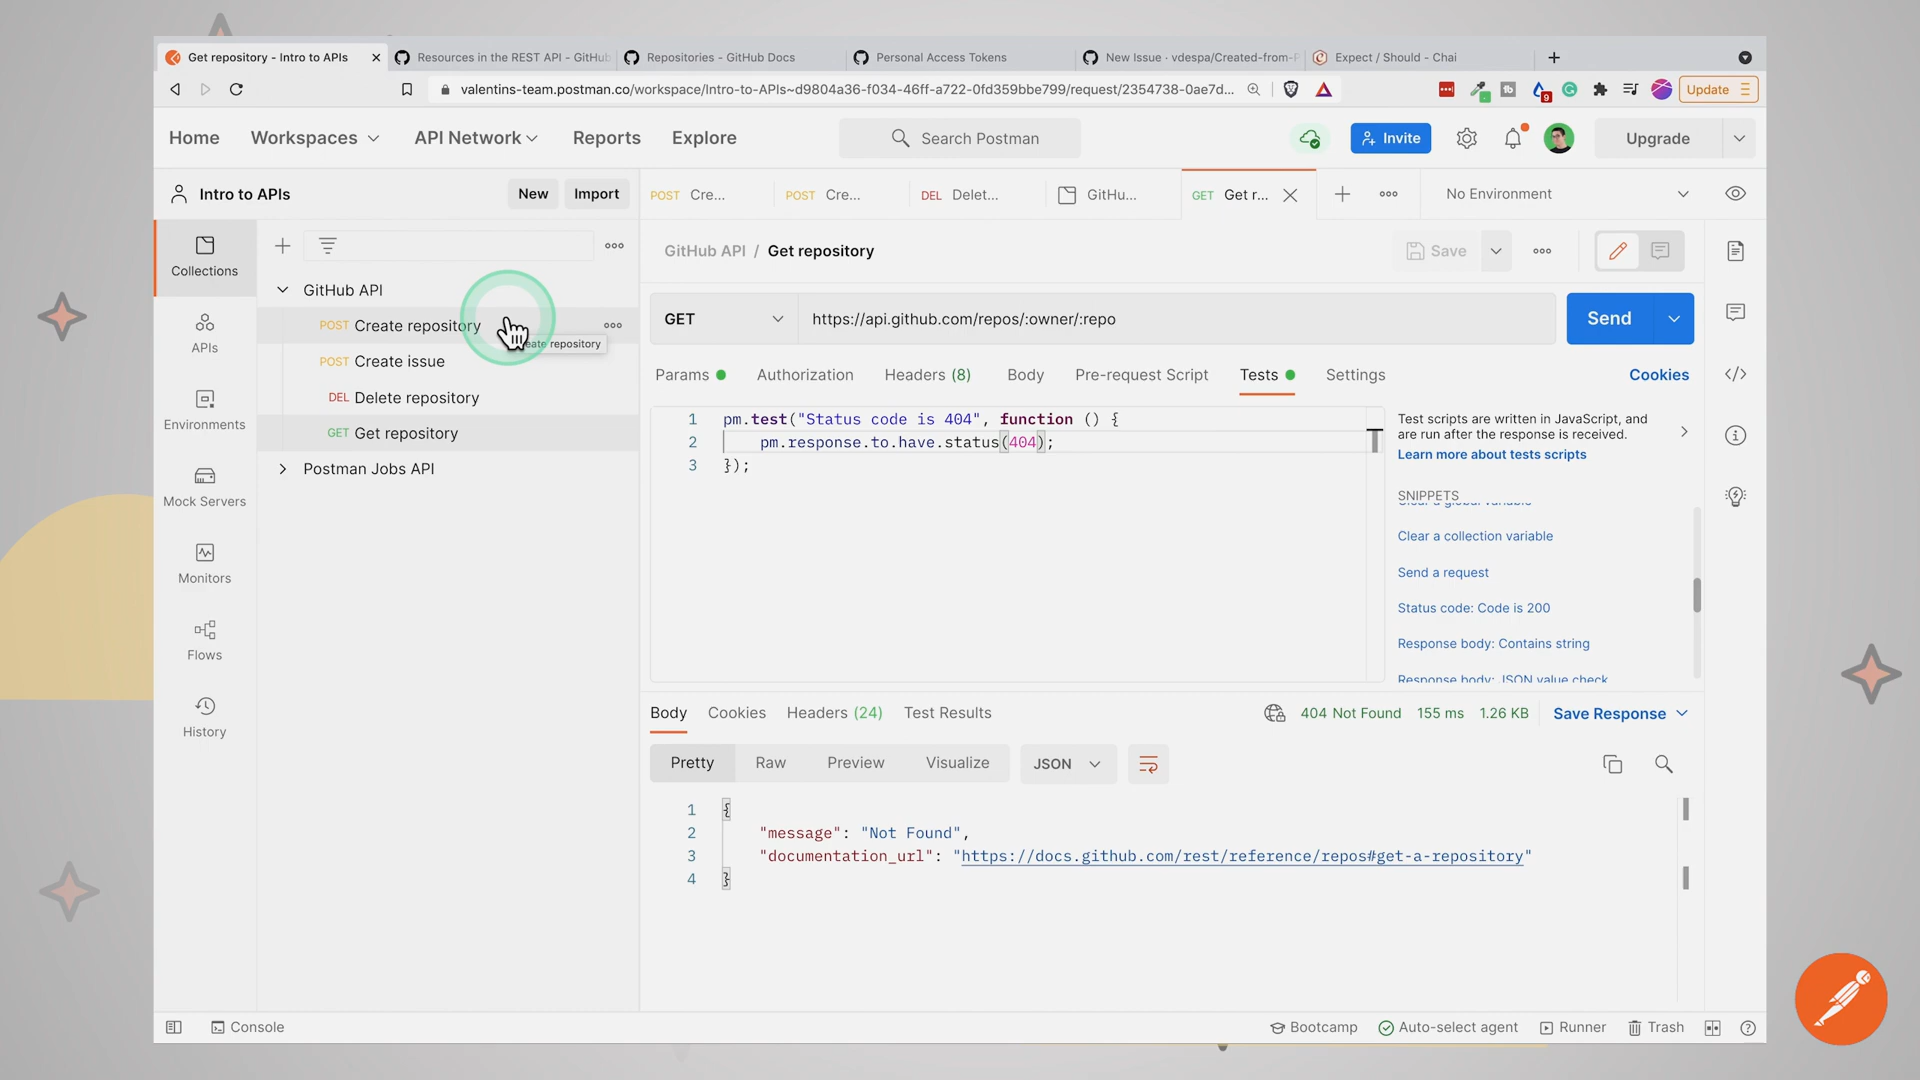 Get repository - Intro to APIs
Resources in the REST API - GitHub
Repositories - GitHub Docs
Personal Access Tokens
New Issue · vdespa/Created-from-P
Expect / Should - Chai
valentins-team.postman.co/workspace/Intro-to-APIs~d9804a36-f034-46ff-a722-0fd359bbe799/request/2354738-0ae7d...
9
Update
Home
Workspaces
API Network
Reports
Explore
Search Postman
Invite
Upgrade
Intro to APIs
New
Import
POST Cre...
POST Cre...
DEL Delet...
GitHu...
GET Get r...
No Environment
Collections
APIs
Environments
Mock Servers
Monitors
Flows
History
GitHub API
POST Create repository
eate repository
POST Create issue
DEL Delete repository
GET Get repository
Postman Jobs API
GitHub API / Get repository
Save
GET
https://api.github.com/repos/:owner/:repo
Send
Params
Authorization
Headers (8)
Body
Pre-request Script
Tests
Settings
Cookies
1 pm.test("Status code is 404", function () {
2 pm.response.to.have.status(404);
3 });
Test scripts are written in JavaScript, and
are run after the response is received.
Learn more about tests scripts
SNIPPETS
Clear a global variable
Clear a collection variable
Send a request
Status code: Code is 200
Response body: Contains string
Response body: JSON value check
Body
Cookies
Headers (24)
Test Results
404 Not Found
155 ms
1.26 KB
Save Response
Pretty
Raw
Preview
Visualize
JSON
1 {
2 "message": "Not Found",
3 "documentation_url": "https://docs.github.com/rest/reference/repos#get-a-repository"
4 }
Console
Bootcamp
Auto-select agent
Runner
Trash